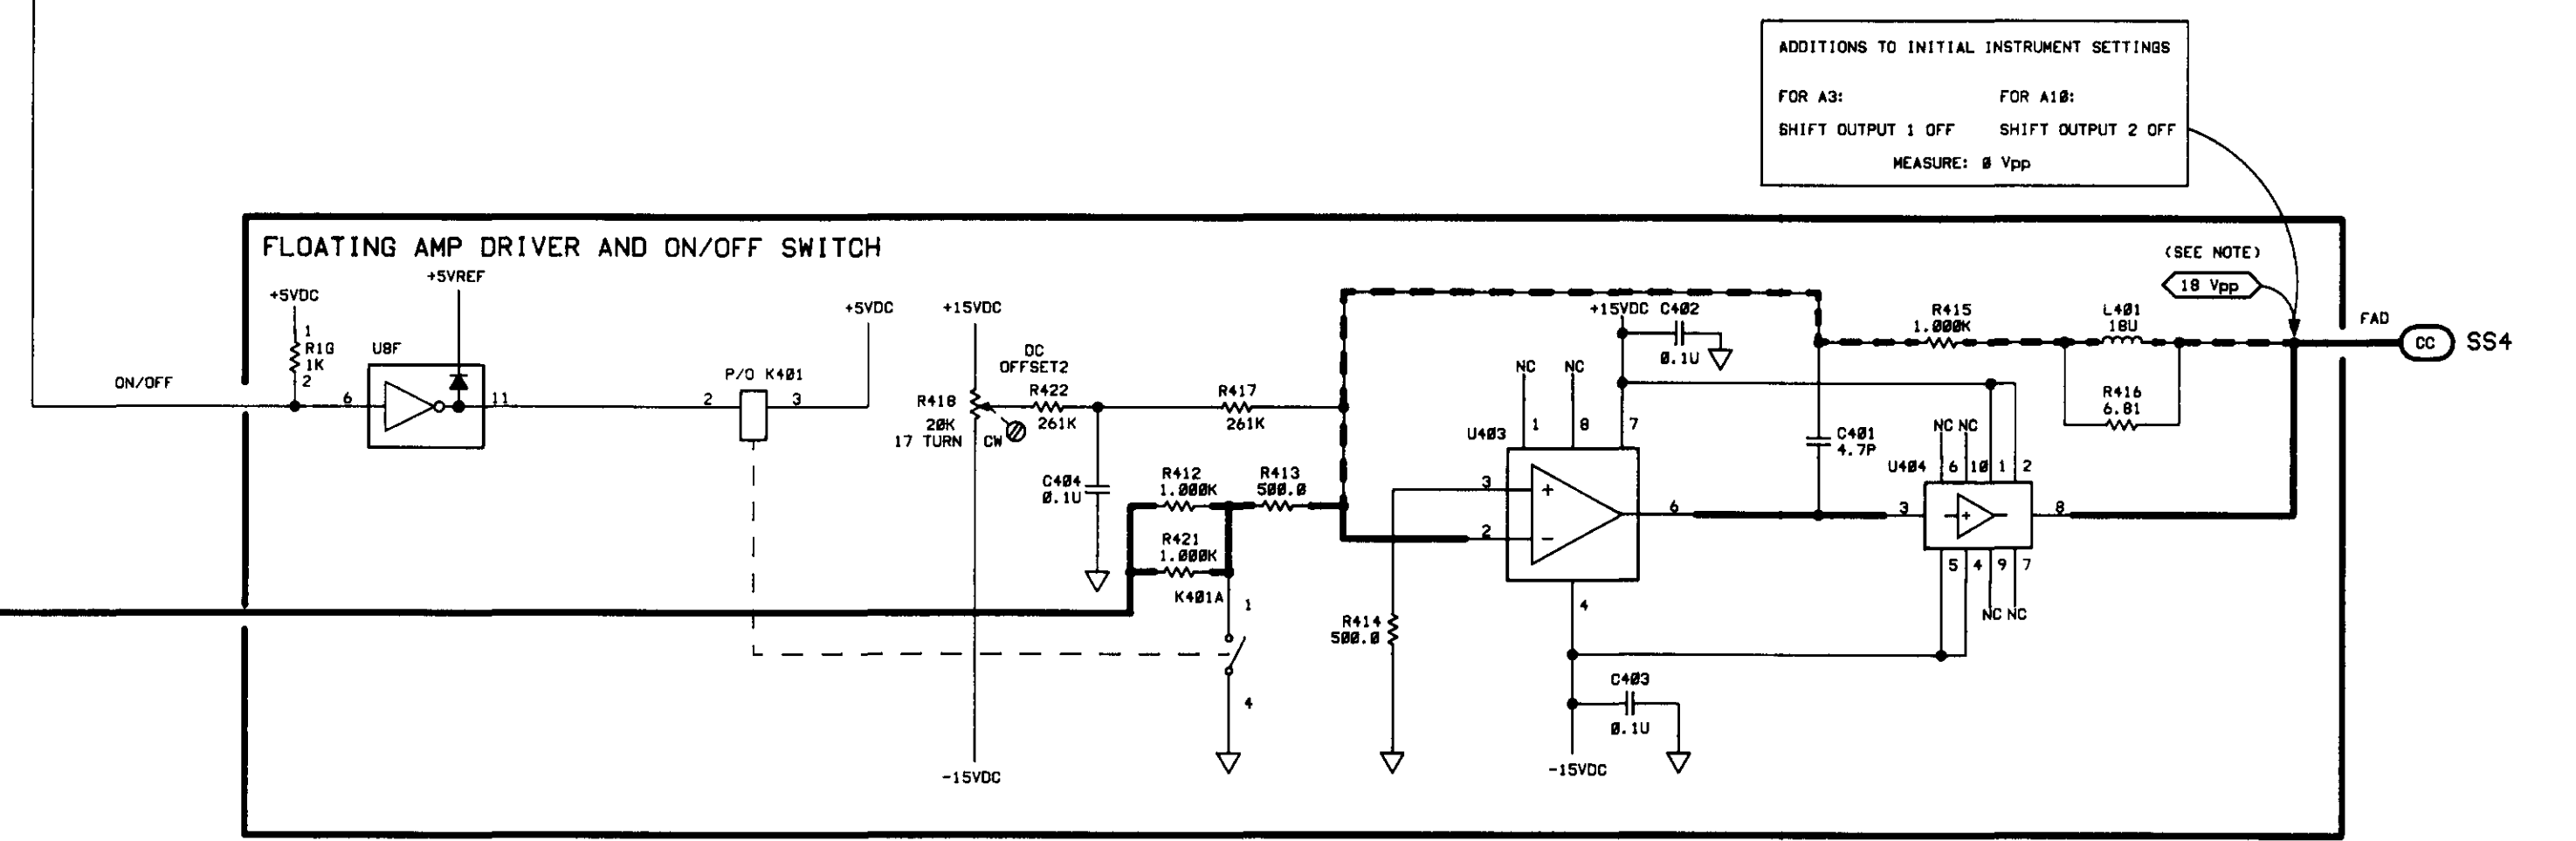 ADDITIONS TO INITIAL INSTRUMENT SETTINGS
FOR A3: FOR A10:
SHIFT OUTPUT 1 OFF SHIFT OUTPUT 2 OFF
MEASURE: 0 Vpp
FLOATING AMP DRIVER AND ON/OFF SWITCH
(SEE NOTE)
18 Vpp
+5VREF
+5VDC
1
R1G
1K
2
U8F
ON/OFF
6
11
P/O K401
2
3
+5VDC
+15VDC
DC
OFFSET2
R418
20K
17 TURN
CW
R422
261K
R417
261K
C404
0.1U
R412
1.000K
R413
500.0
R421
1.000K
K401A
1
4
-15VDC
+15VDC
C402
0.1U
NC
NC
1
8
7
U403
3
+
2
-
6
4
R414
500.0
C403
0.1U
-15VDC
C401
4.7P
R415
1.000K
L401
18U
R416
6.81
NC NC
U404
6 10 1 2
3
+
8
5 4 9 7
NC NC
FAD
CC
SS4